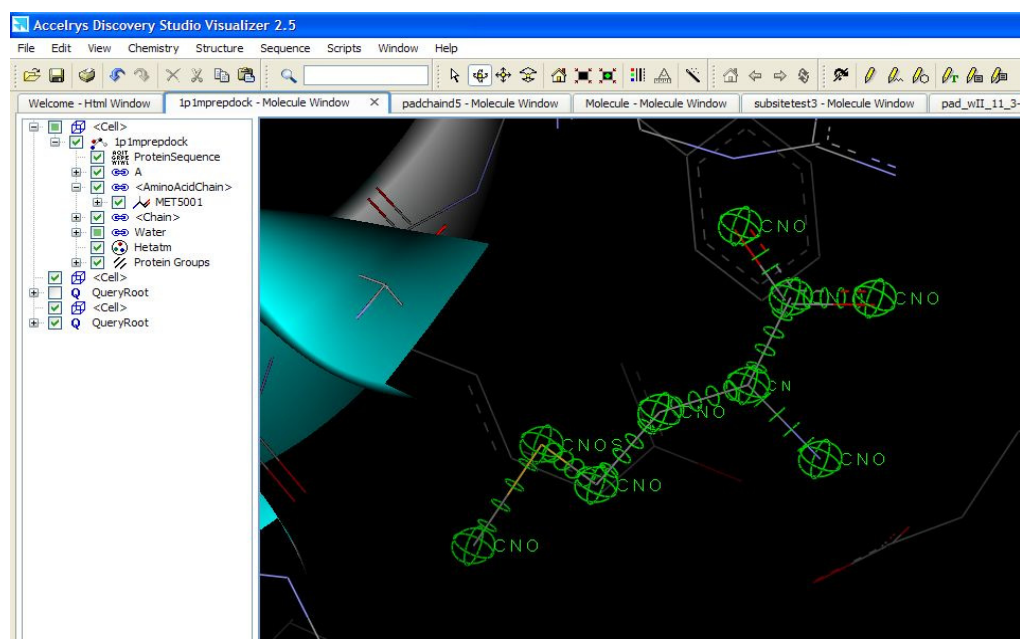 Accelrys Discovery Studio Visualizer 2.5
File Edit View Chemistry Structure Sequence Scripts Window Help
Welcome - Html Window 1p1mprepdock - Molecule Window X padchaind5 - Molecule Window Molecule - Molecule Window subsitetest3 - Molecule Window pad_wII_11_3-
<Cell>
1p1mprepdock
ProteinSequence
A
<AminoAcidChain>
MET5001
<Chain>
Water
Hetatm
Protein Groups
<Cell>
Q QueryRoot
<Cell>
Q QueryRoot
CNO
CNO
CN
CNO
CNOS
CNO
CNO
CNO